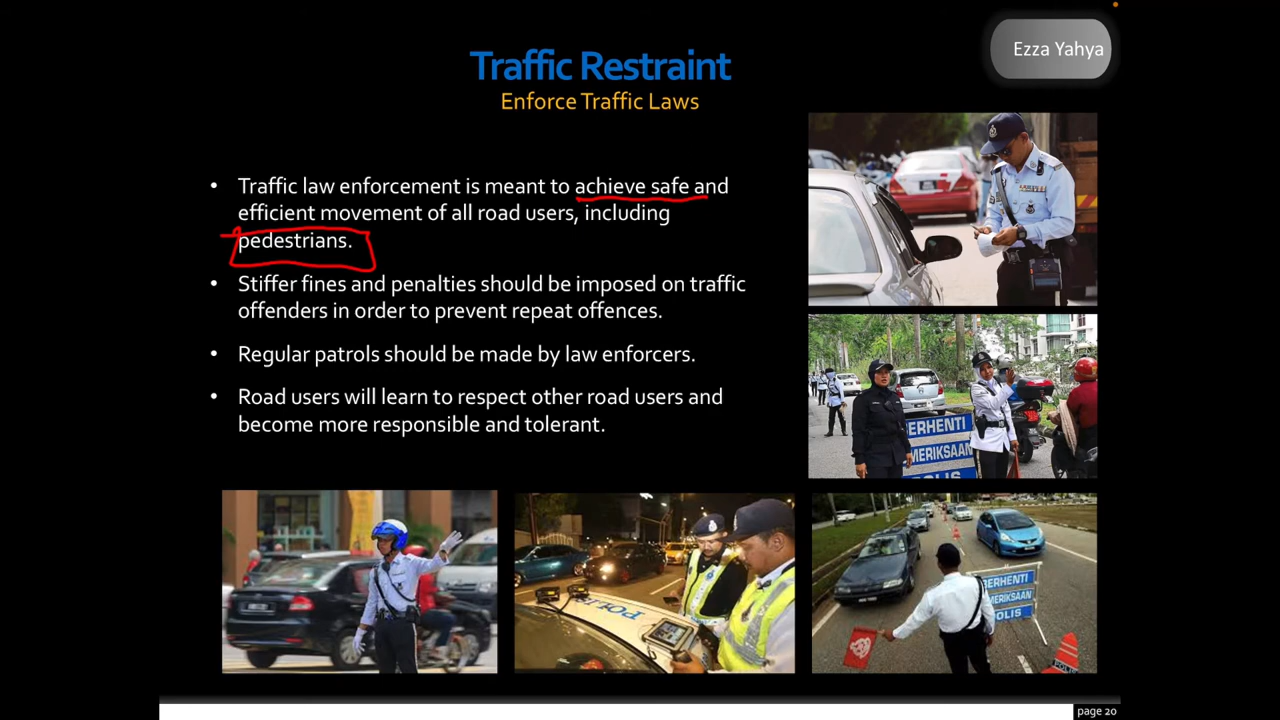 Ezza Yahya
Traffic Restraint
Enforce Traffic Laws
• Traffic law enforcement is meant to achieve safe and
efficient movement of all road users, including
pedestrians.
• Stiffer fines and penalties should be imposed on traffic
offenders in order to prevent repeat offences.
• Regular patrols should be made by law enforcers.
• Road users will learn to respect other road users and
become more responsible and tolerant.
BERHENTI
MERIKSAAN
POLIS
BERHENTI
MERIKSAAN
POLIS
page 20